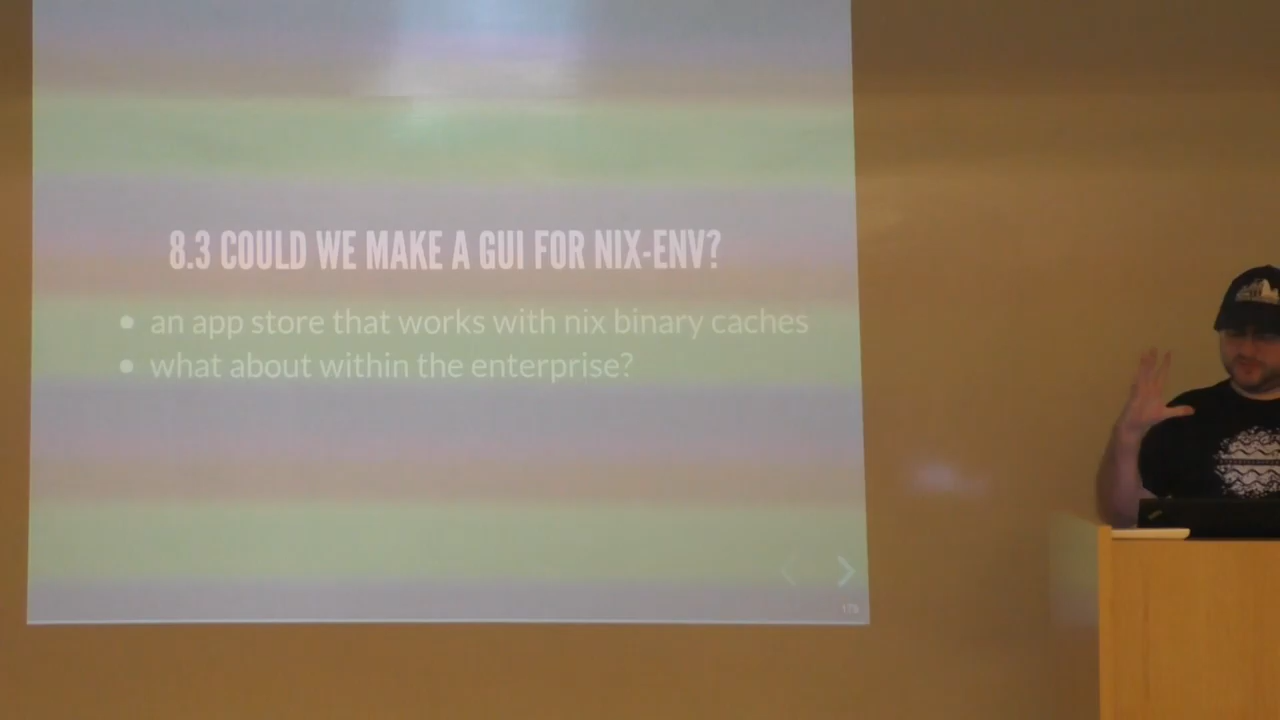 8.3 COULD WE MAKE A GUI FOR NIX-ENV?
an app store that works with nix binary caches
what about within the enterprise?